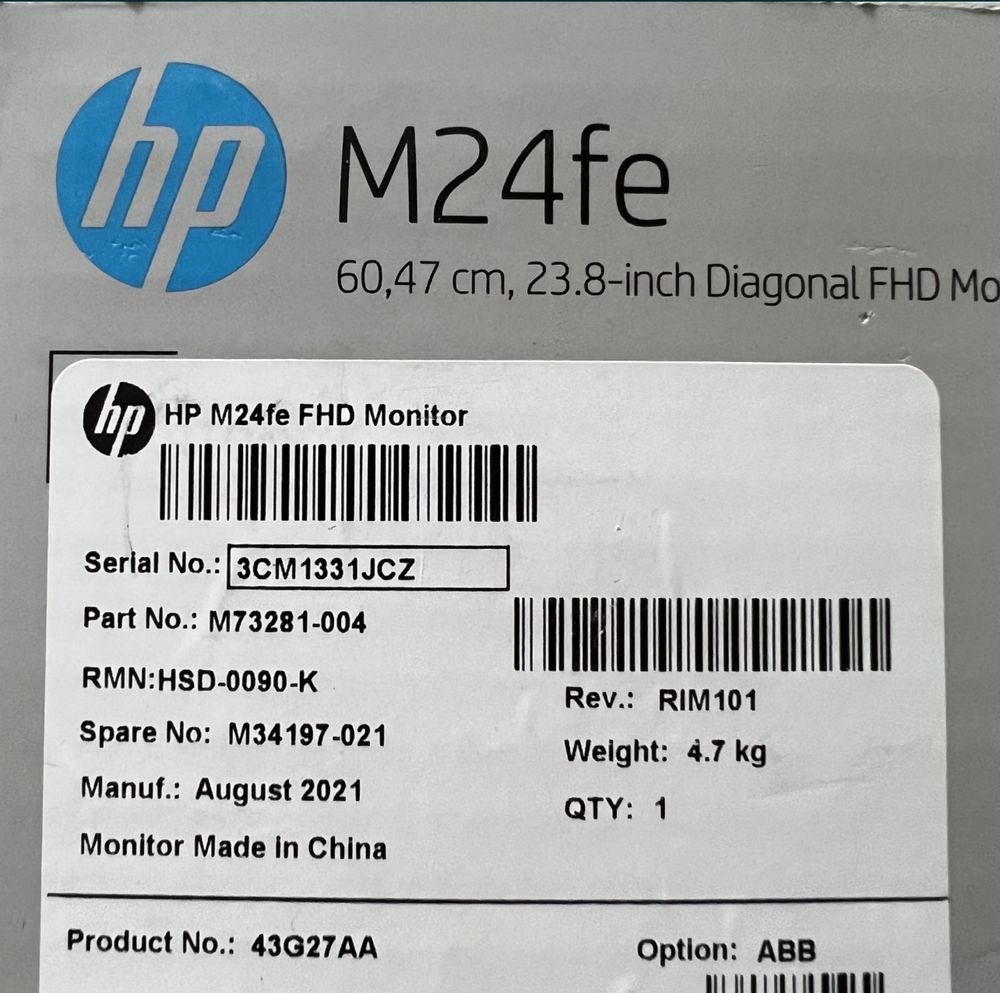 hp
M24fe
60,47 cm, 23.8-inch Diagonal FHD
hp HP M24fe FHD Monitor
Serial No.: 3CM1331JCZ
Part No.: M73281-004
RMN:HSD-0090-K
Rev.: RIM101
Spare No: M34197-021
Weight: 4.7 kg
Manuf.: August 2021
QTY: 1
Monitor Made in China
Product No.: 43G27AA
Option: ABB